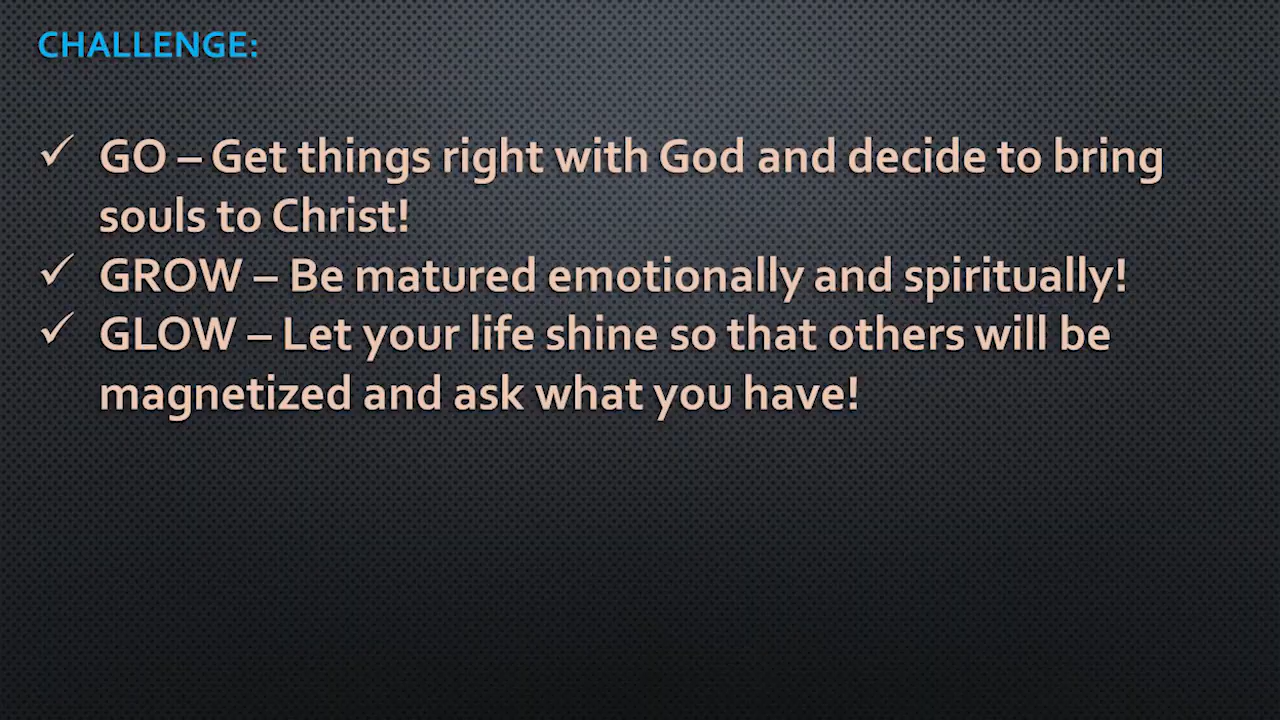 CHALLENGE:
✓ GO – Get things right with God and decide to bring
souls to Christ!
✓ GROW – Be matured emotionally and spiritually!
✓ GLOW – Let your life shine so that others will be
magnetized and ask what you have!